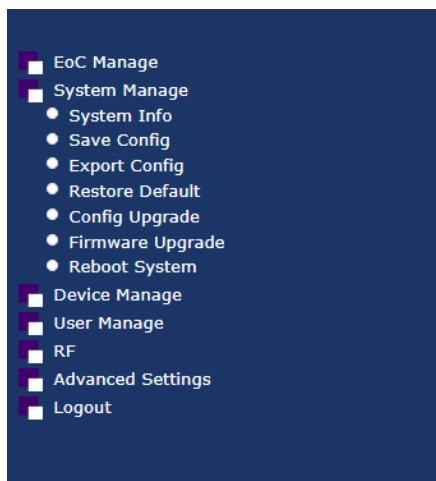 EoC Manage
System Manage
System Info
Save Config
Export Config
Restore Default
Config Upgrade
Firmware Upgrade
Reboot System
Device Manage
User Manage
RF
Advanced Settings
Logout